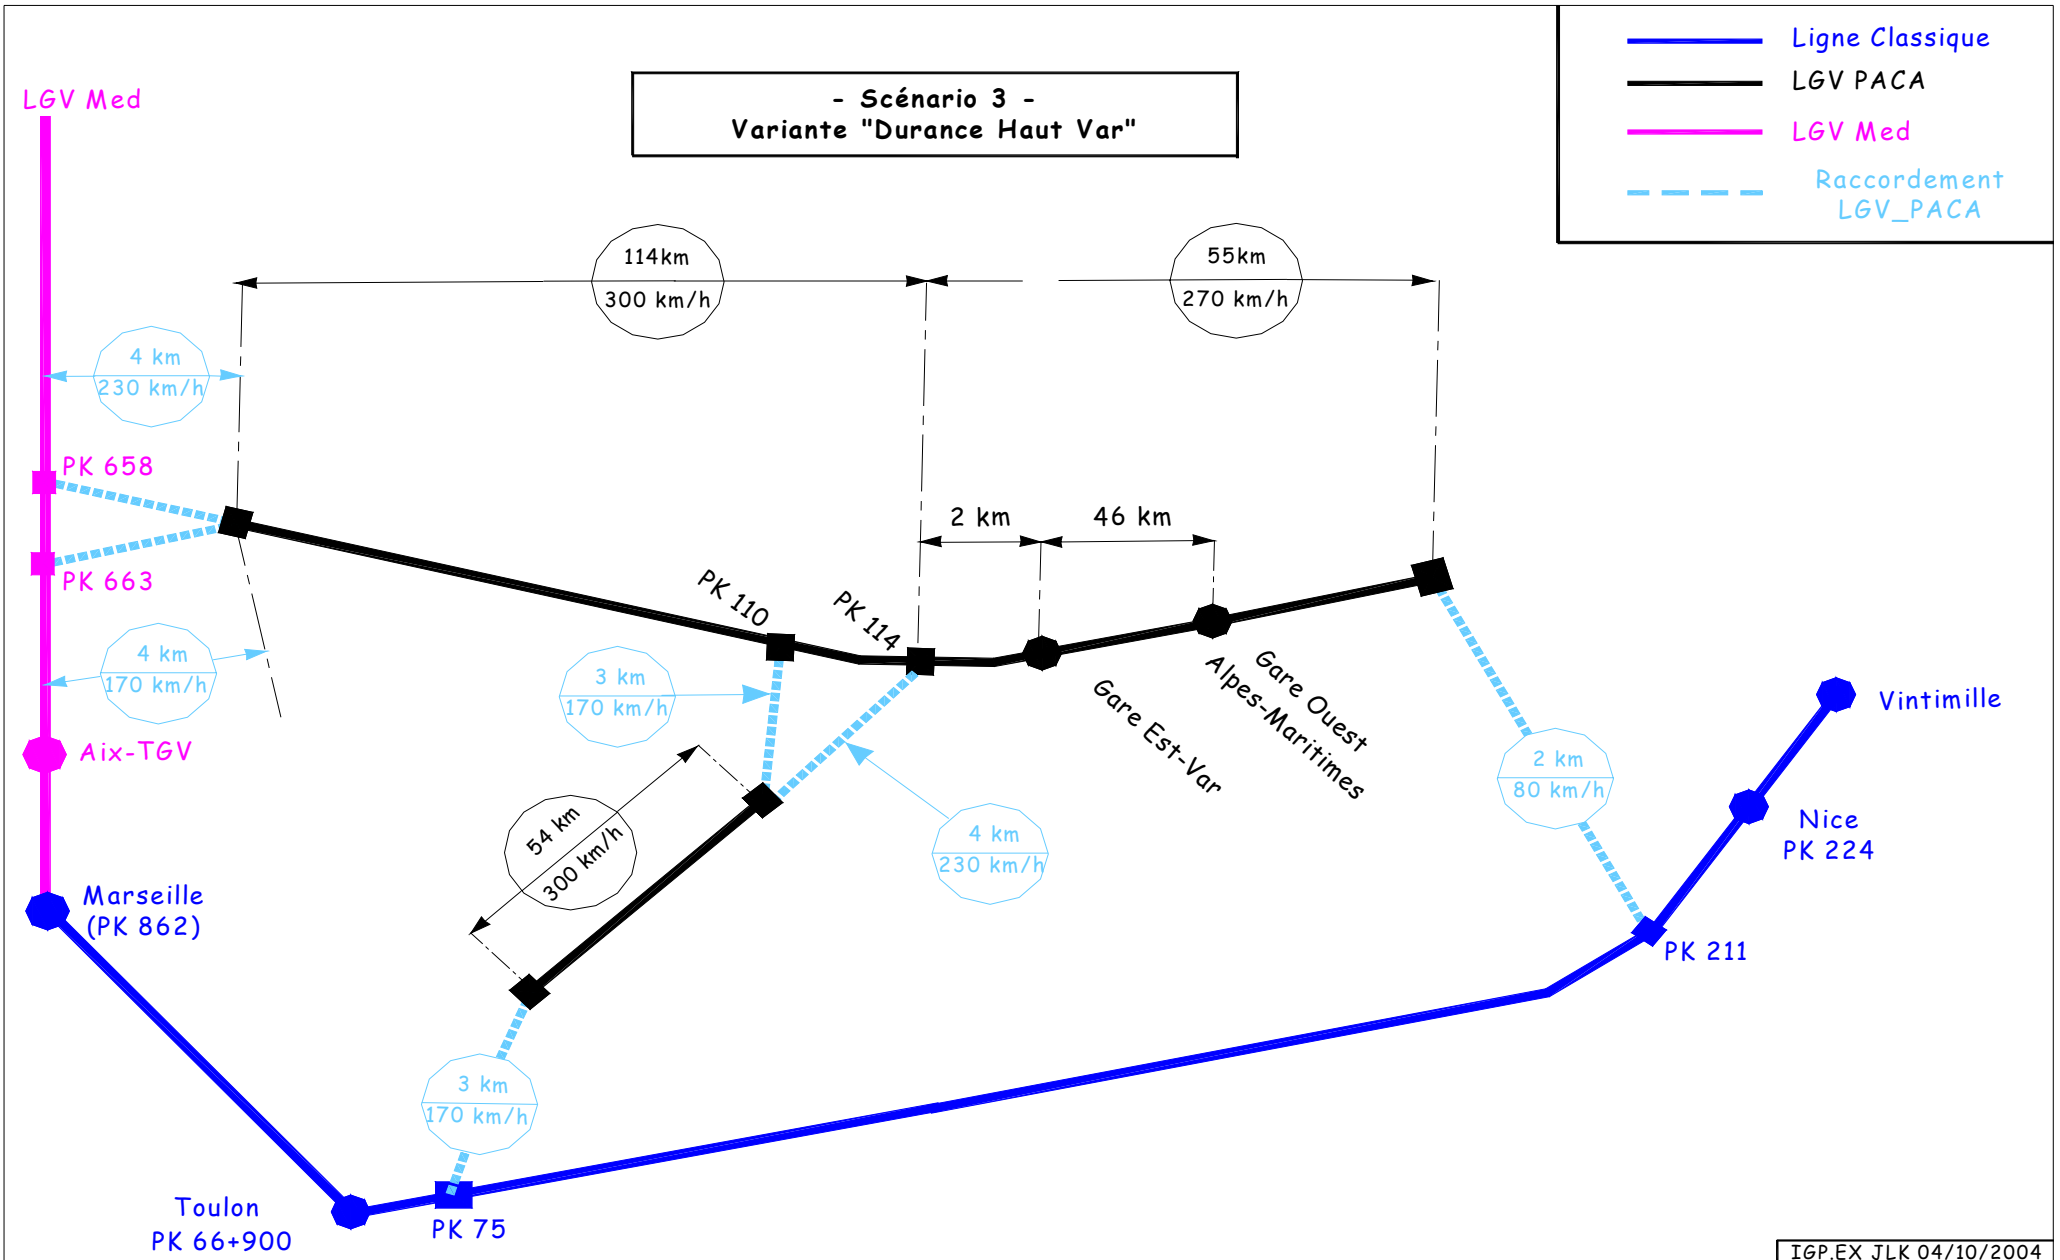 LGV Med
- Scénario 3 -
Variante "Durance Haut Var"
Ligne Classique
LGV PACA
LGV Med
Raccordement
LGV_PACA
114km
300 km/h
55km
270 km/h
4 km
230 km/h
PK 658
PK 663
2 km
46 km
PK 110
PK 114
4 km
170 km/h
3 km
170 km/h
Gare Est-Var
Gare Ouest
Alpes-Maritimes
Vintimille
Aix-TGV
2 km
80 km/h
54 km
300 km/h
4 km
230 km/h
Nice
PK 224
Marseille
(PK 862)
PK 211
3 km
170 km/h
Toulon
PK 66+900
PK 75
IGP.EX JLK 04/10/2004